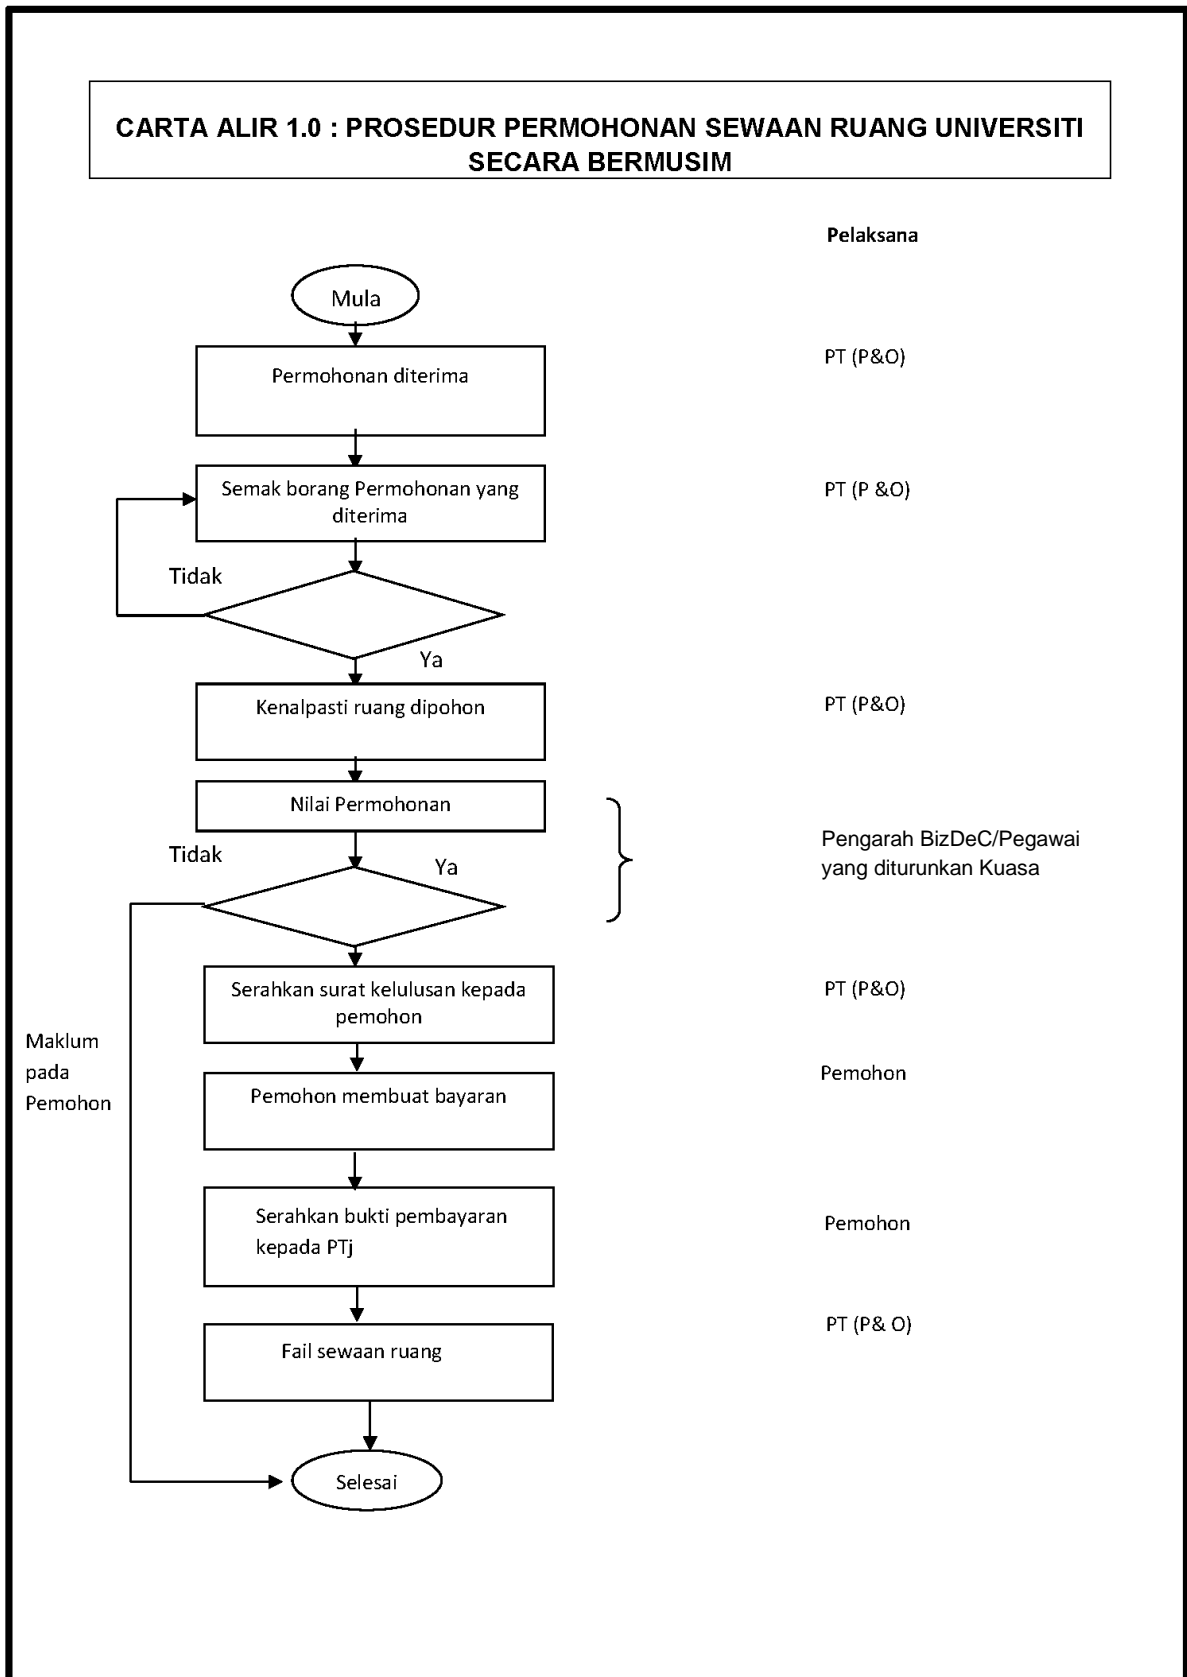 CARTA ALIR 1.0 : PROSEDUR PERMOHONAN SEWAAN RUANG UNIVERSITI
SECARA BERMUSIM
Pelaksana
Mula
Permohonan diterima
PT (P&O)
Semak borang Permohonan yang
diterima
PT (P &O)
Tidak
Ya
Kenalpasti ruang dipohon
PT (P&O)
Nilai Permohonan
Tidak
Ya
Pengarah BizDeC/Pegawai
yang diturunkan Kuasa
Serahkan surat kelulusan kepada
pemohon
PT (P&O)
Maklum
pada
Pemohon
Pemohon membuat bayaran
Pemohon
Serahkan bukti pembayaran
kepada PTj
Pemohon
Fail sewaan ruang
PT (P& O)
Selesai